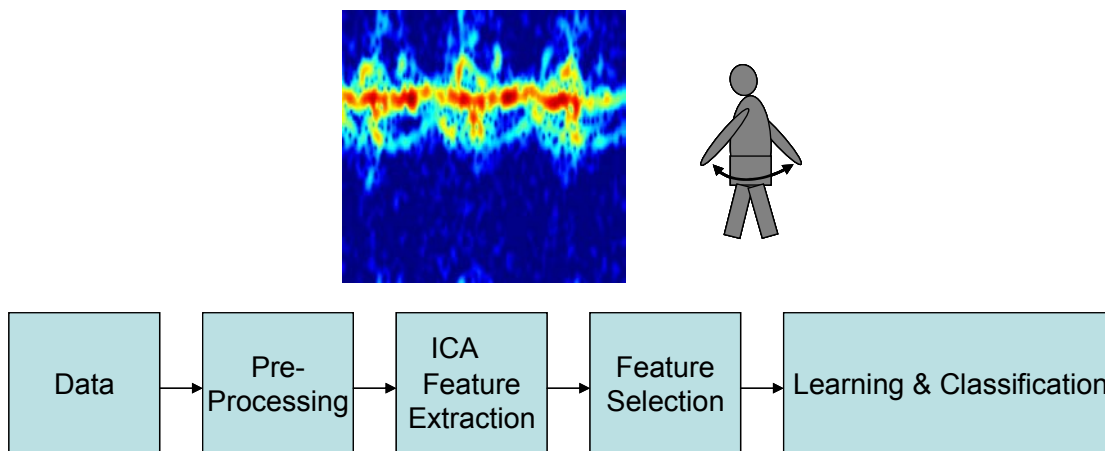 Data
Pre-
Processing
ICA
Feature
Extraction
Feature
Selection
Learning & Classification